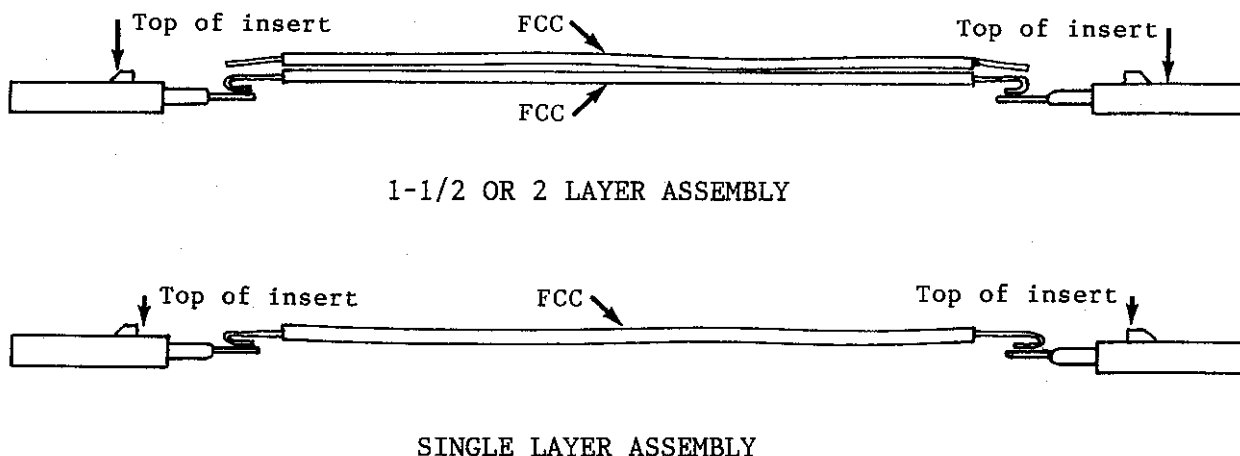 Top of insert
FCC
Top of insert
FCC
1-1/2 OR 2 LAYER ASSEMBLY
Top of insert
FCC
Top of insert
SINGLE LAYER ASSEMBLY